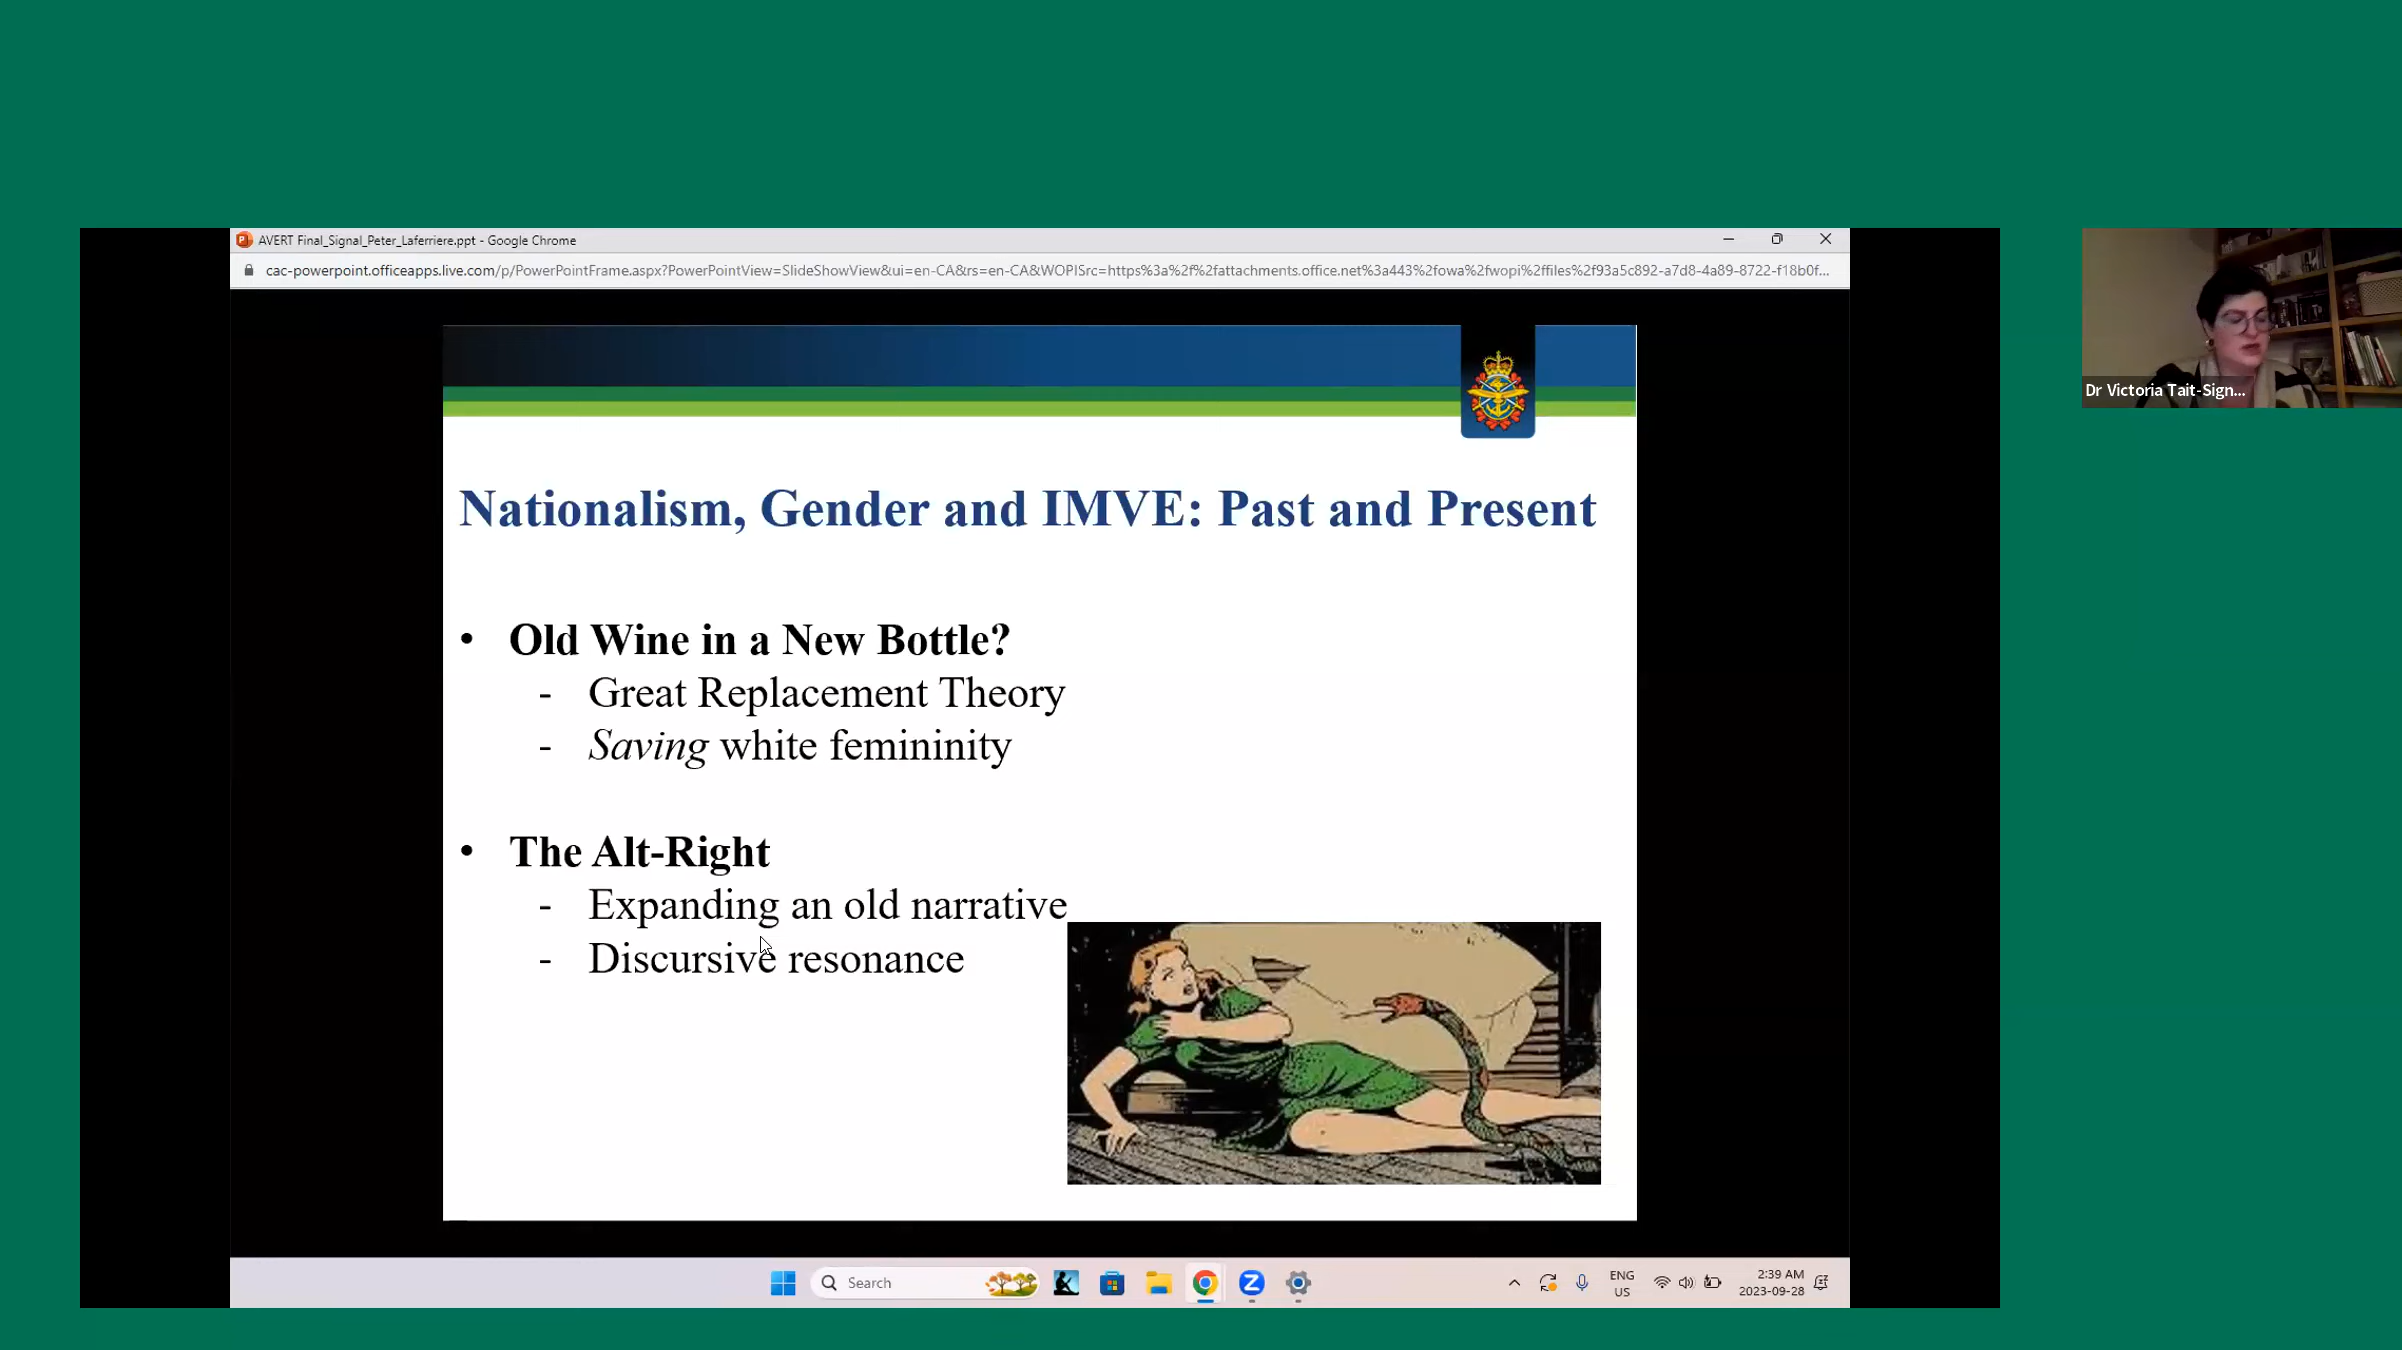 AVERT Final_Signal_Peter_Laferriere.ppt - Google Chrome
cac-powerpoint.officeapps.live.com/p/PowerPointFrame.aspx?PowerPointView=SlideShowView&ui=en-CA&rs=en-CA&WOPISrc=https%3a%2f%2fattachments.office.net%3a443%2fowa%2fwopi%2ffiles%2f93a5c892-a7d8-4a89-8722-f18b0f...
Dr Victoria Tait-Sign...
Nationalism, Gender and IMVE: Past and Present
• Old Wine in a New Bottle?
- Great Replacement Theory
- Saving white femininity
• The Alt-Right
- Expanding an old narrative
- Discursive resonance
Search
ENG
US
2:39 AM
2023-09-28